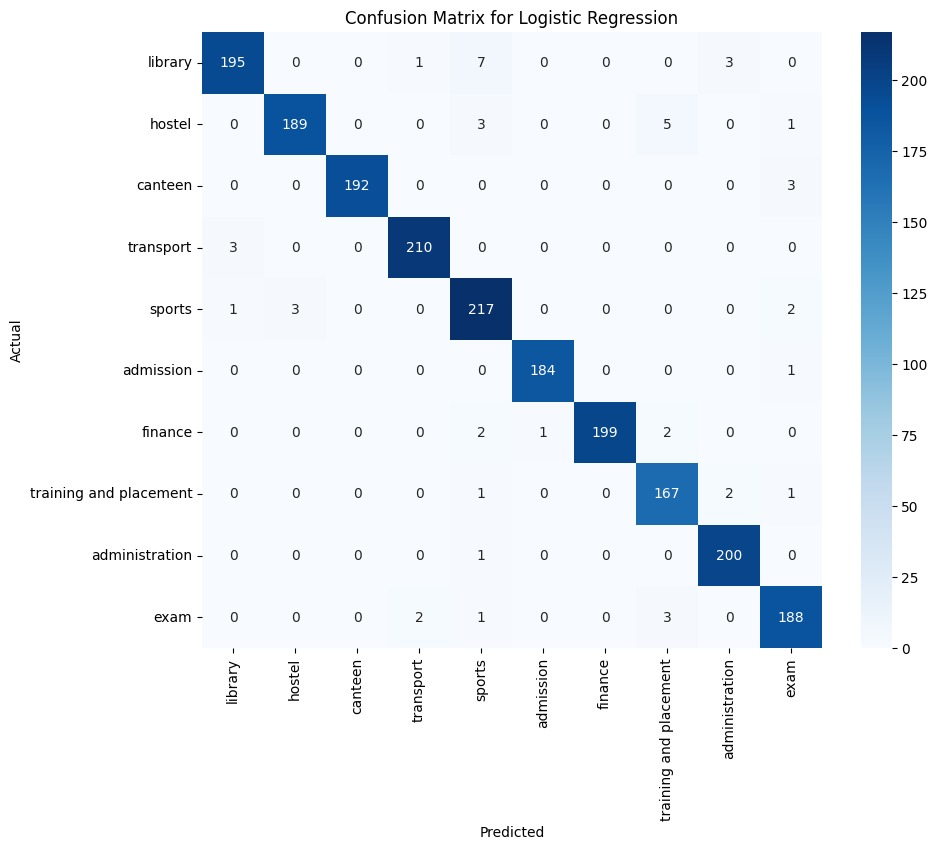 Confusion Matrix for Logistic Regression
library 195 0 0 1 7 0 0 0 3 0
hostel 0 189 0 0 3 0 0 5 0 1
canteen 0 0 192 0 0 0 0 0 0 3
transport 3 0 0 210 0 0 0 0 0 0
sports 1 3 0 0 217 0 0 0 0 2
admission 0 0 0 0 0 184 0 0 0 1
finance 0 0 0 0 2 1 199 2 0 0
training and placement 0 0 0 0 1 0 0 167 2 1
administration 0 0 0 0 1 0 0 0 200 0
exam 0 0 0 2 1 0 0 3 0 188
Actual
library
hostel
canteen
transport
sports
admission
finance
training and placement
administration
exam
Predicted
200
175
150
125
100
75
50
25
0